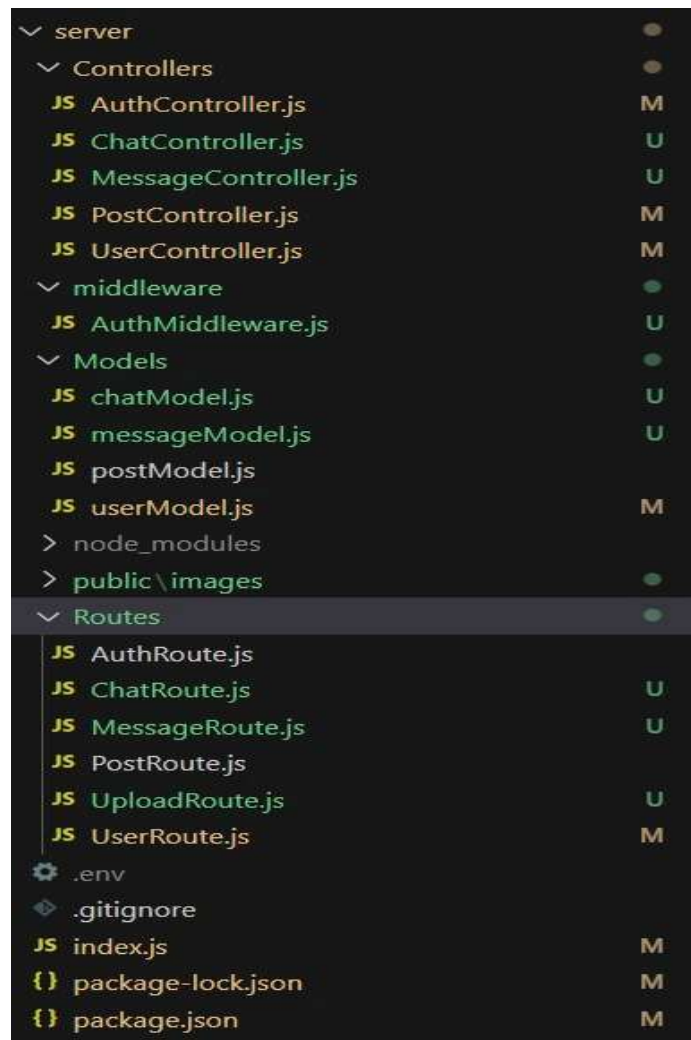 server
Controllers
JS AuthController.js M
JS ChatController.js U
JS MessageController.js U
JS PostController.js M
JS UserController.js M
middleware
JS AuthMiddleware.js U
Models
JS chatModel.js U
JS messageModel.js U
JS postModel.js
JS userModel.js M
node_modules
public\images
Routes
JS AuthRoute.js
JS ChatRoute.js U
JS MessageRoute.js U
JS PostRoute.js
JS UploadRoute.js U
JS UserRoute.js M
.env
.gitignore
JS index.js M
{} package-lock.json M
{} package.json M